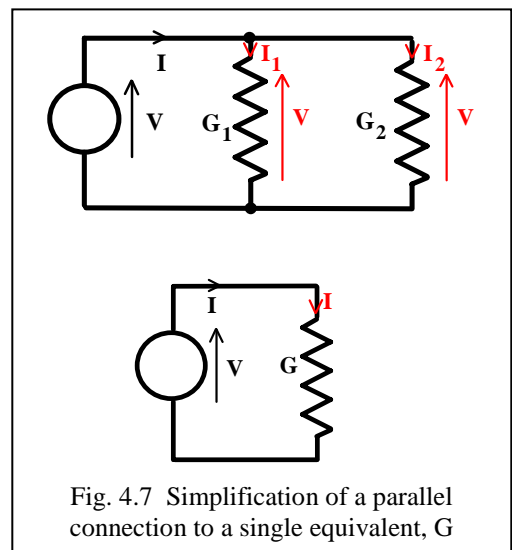 I
I₁
I₂
V
G₁
V
G₂
V
I
I
V
G
Fig. 4.7 Simplification of a parallel
connection to a single equivalent, G